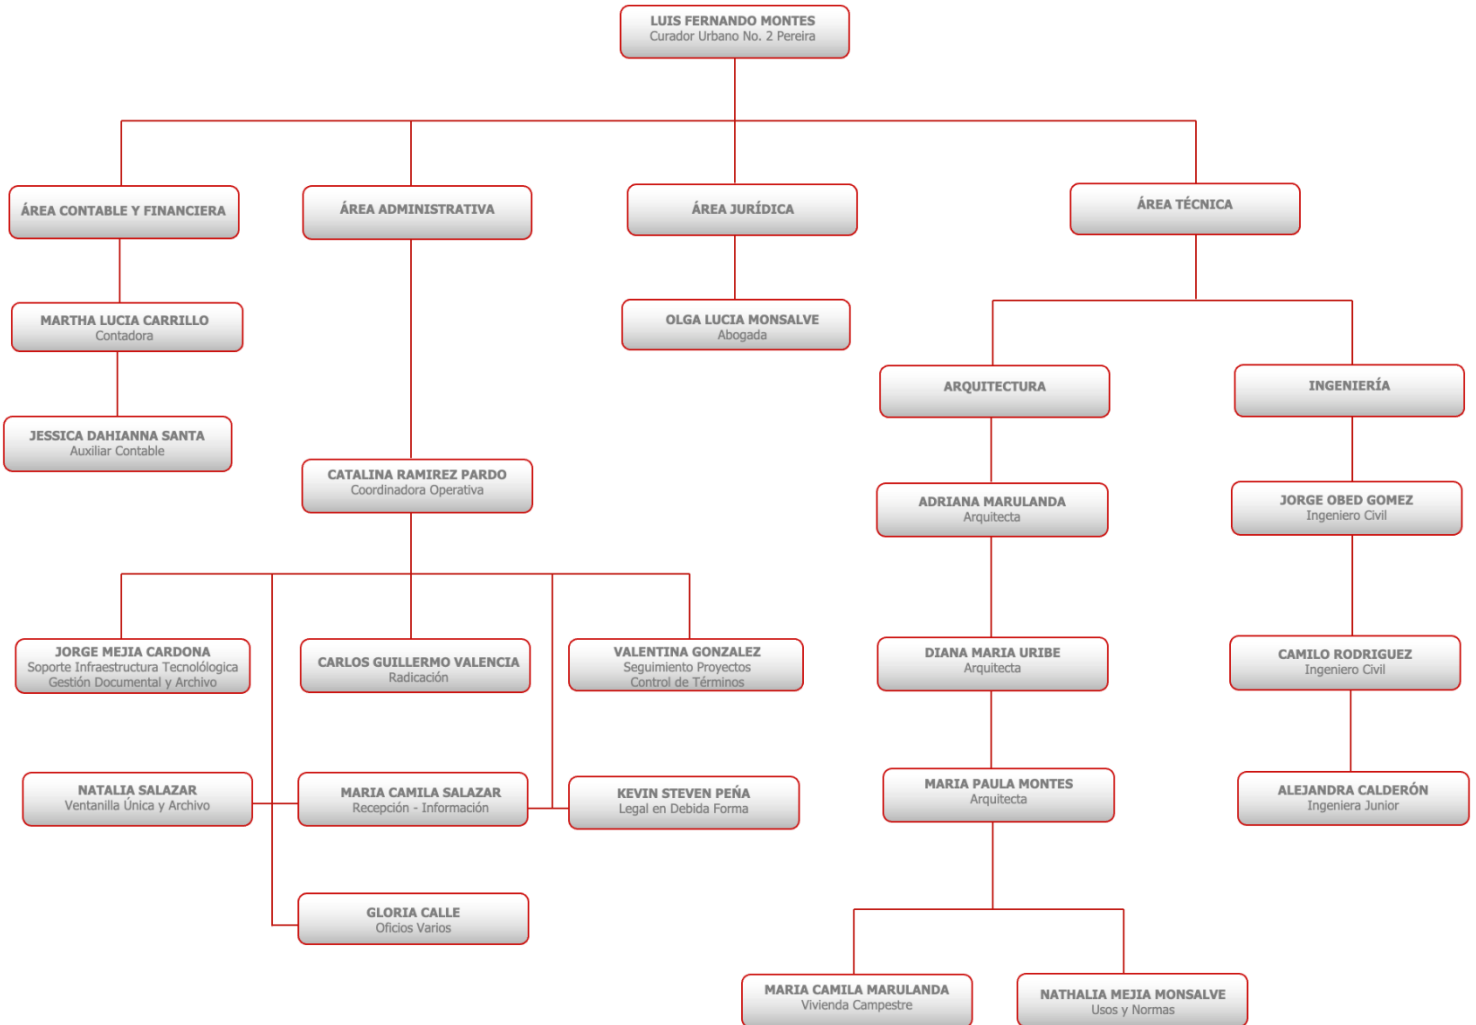 LUIS FERNANDO MONTES
Curador Urbano No. 2 Pereira
ÁREA CONTABLE Y FINANCIERA
ÁREA ADMINISTRATIVA
ÁREA JURÍDICA
ÁREA TÉCNICA
MARTHA LUCIA CARRILLO
Contadora
OLGA LUCIA MONSALVE
Abogada
ARQUITECTURA
INGENIERÍA
JESSICA DAHIANNA SANTA
Auxiliar Contable
CATALINA RAMIREZ PARDO
Coordinadora Operativa
ADRIANA MARULANDA
Arquitecta
JORGE OBED GOMEZ
Ingeniero Civil
JORGE MEJIA CARDONA
Soporte Infraestructura Tecnolólogica
Gestión Documental y Archivo
CARLOS GUILLERMO VALENCIA
Radicación
VALENTINA GONZALEZ
Seguimiento Proyectos
Control de Términos
DIANA MARIA URIBE
Arquitecta
CAMILO RODRIGUEZ
Ingeniero Civil
NATALIA SALAZAR
Ventanilla Única y Archivo
MARIA CAMILA SALAZAR
Recepción - Información
KEVIN STEVEN PEÑA
Legal en Debida Forma
MARIA PAULA MONTES
Arquitecta
ALEJANDRA CALDERÓN
Ingeniera Junior
GLORIA CALLE
Oficios Varios
MARIA CAMILA MARULANDA
Vivienda Campestre
NATHALIA MEJIA MONSALVE
Usos y Normas